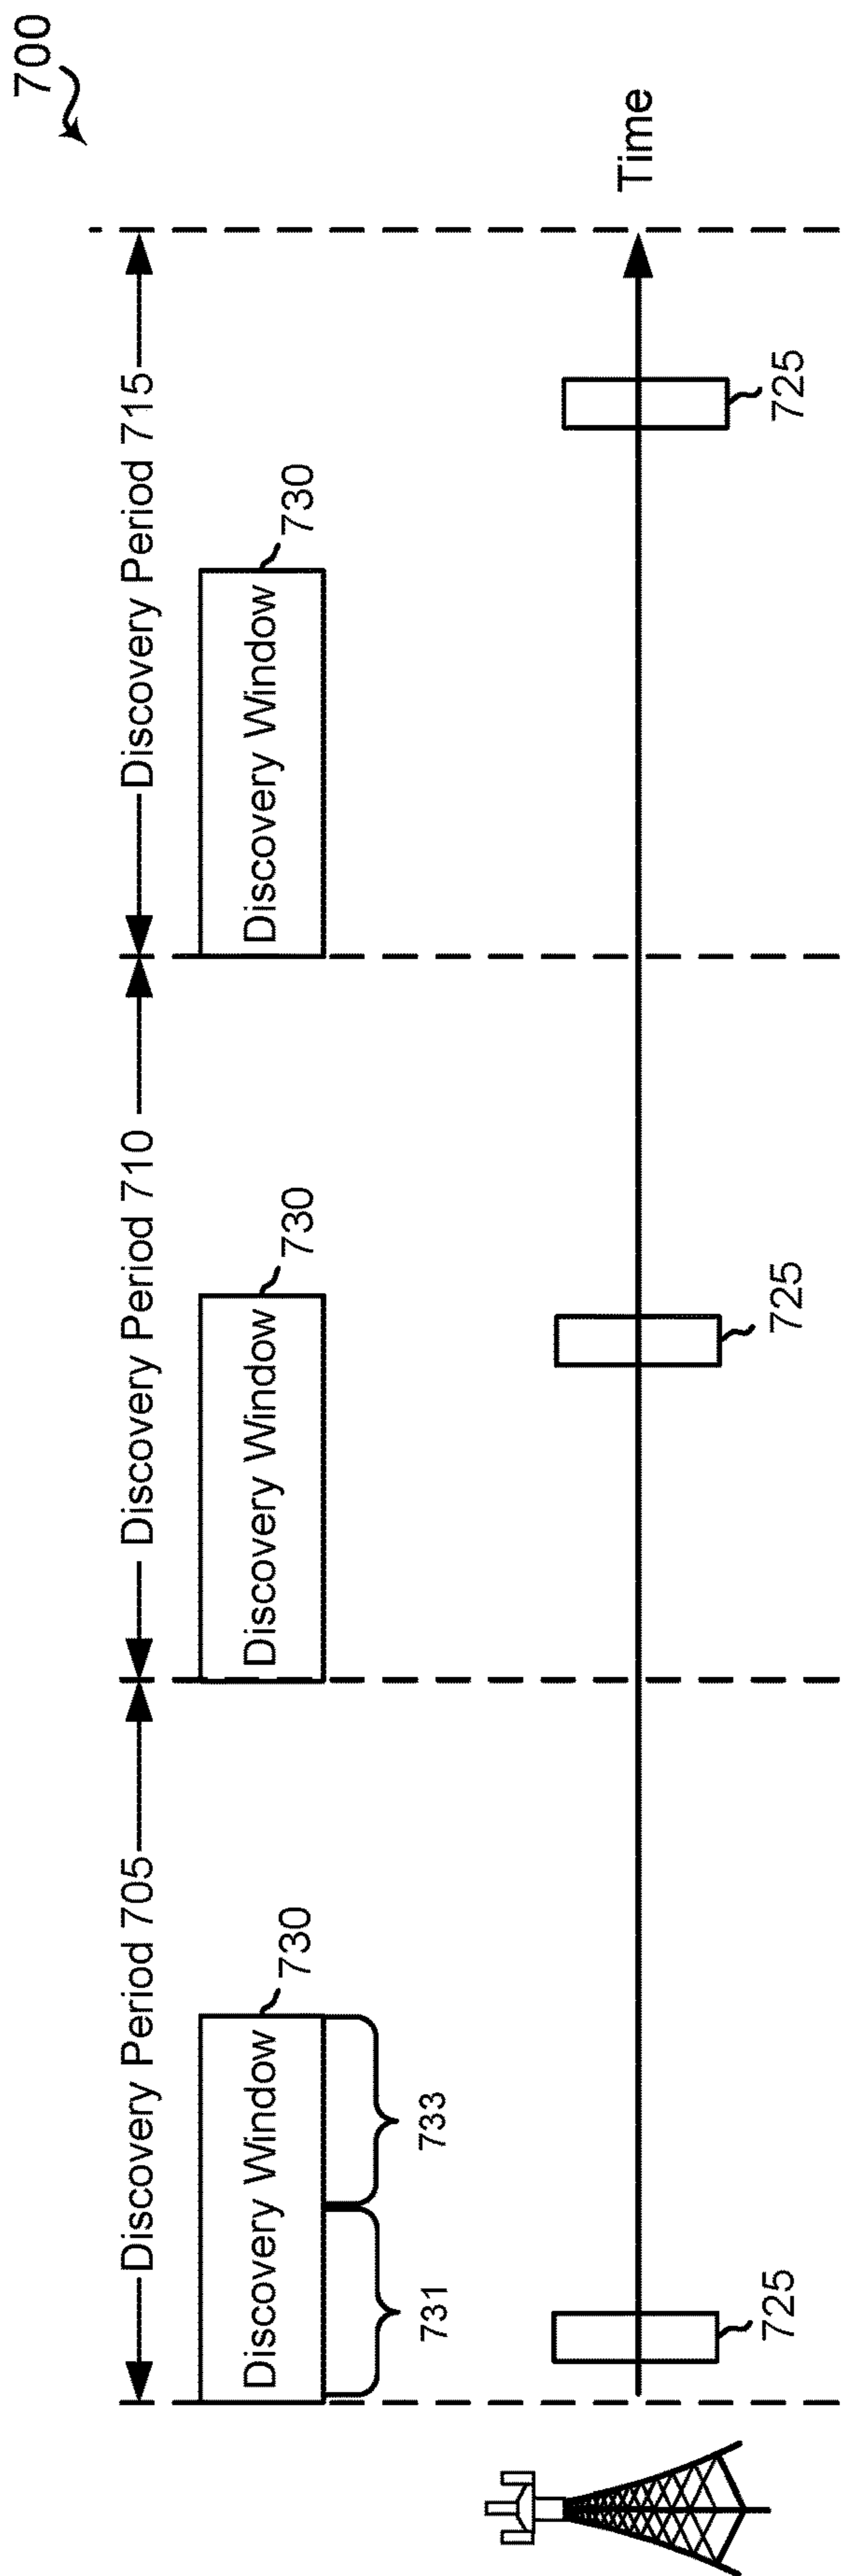 700
Discovery Period 705
Discovery Period 710
Discovery Period 715
Discovery Window
730
Discovery Window
730
Discovery Window
730
731
733
Time
725
725
725